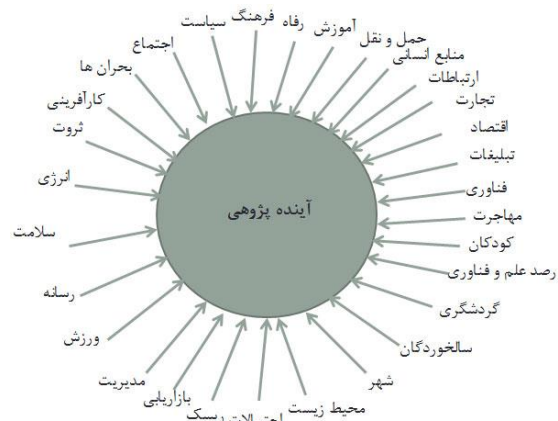 فرهنگ
رفاه
آموزش
حمل و نقل
منابع انسانی
ارتباطات
تجارت
اقتصاد
تبلیغات
فناوری
مهاجرت
کودکان
رصد علم و فناوری
گردشگری
سالخوردگان
شهر
محیط زیست
بازاریابی
مدیریت
ورزش
رسانه
سلامت
انرژی
ثروت
کارآفرینی
بحران ها
اجتماع
سیاست
آینده پژوهی